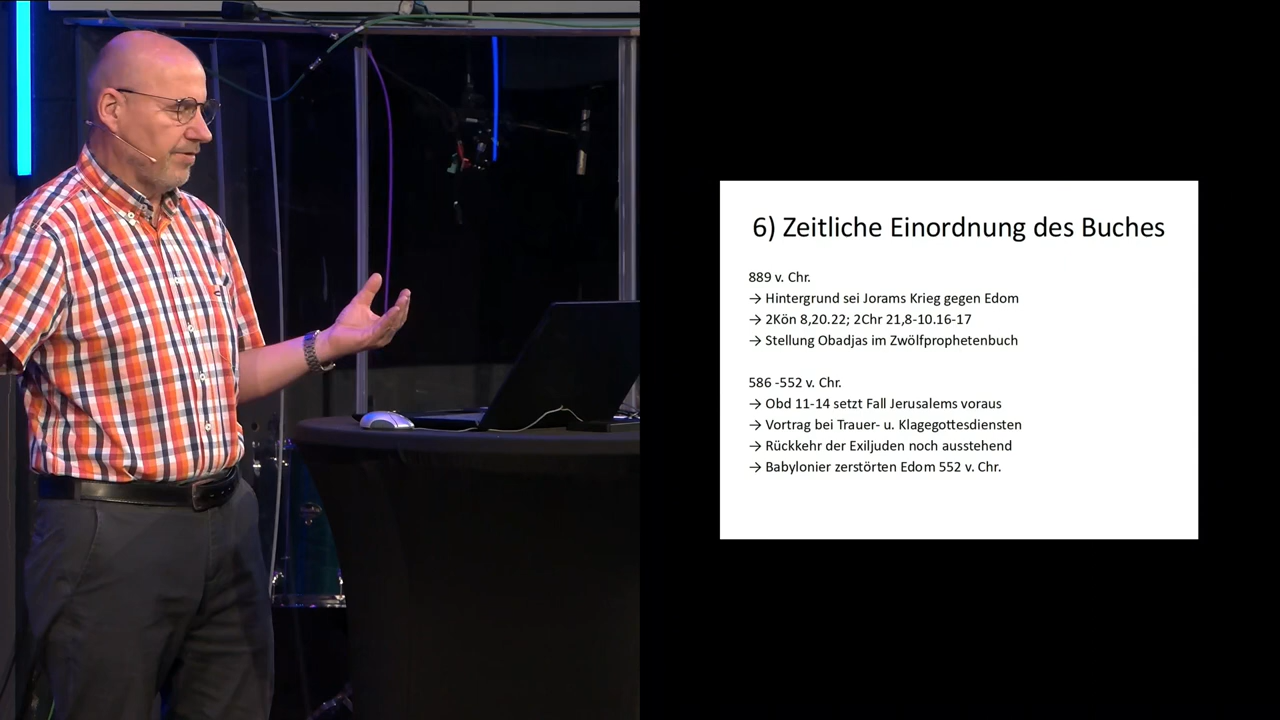 6) Zeitliche Einordnung des Buches
889 v. Chr.
→ Hintergrund sei Jorams Krieg gegen Edom
→ 2Kön 8,20.22; 2Chr 21,8-10.16-17
→ Stellung Obadjas im Zwölfprophetenbuch
586 -552 v. Chr.
→ Obd 11-14 setzt Fall Jerusalems voraus
→ Vortrag bei Trauer- u. Klagegottesdiensten
→ Rückkehr der Exiljuden noch ausstehend
→ Babylonier zerstörten Edom 552 v. Chr.